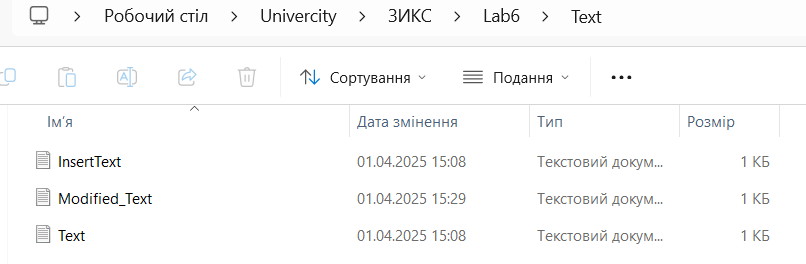 Робочий стіл > Univercity > ЗИКС > Lab6 > Text
Сортування Подання •••
Ім’я Дата змінення Тип Розмір
InsertText 01.04.2025 15:08 Текстовий докум... 1 КБ
Modified_Text 01.04.2025 15:29 Текстовий докум... 1 КБ
Text 01.04.2025 15:08 Текстовий докум... 1 КБ